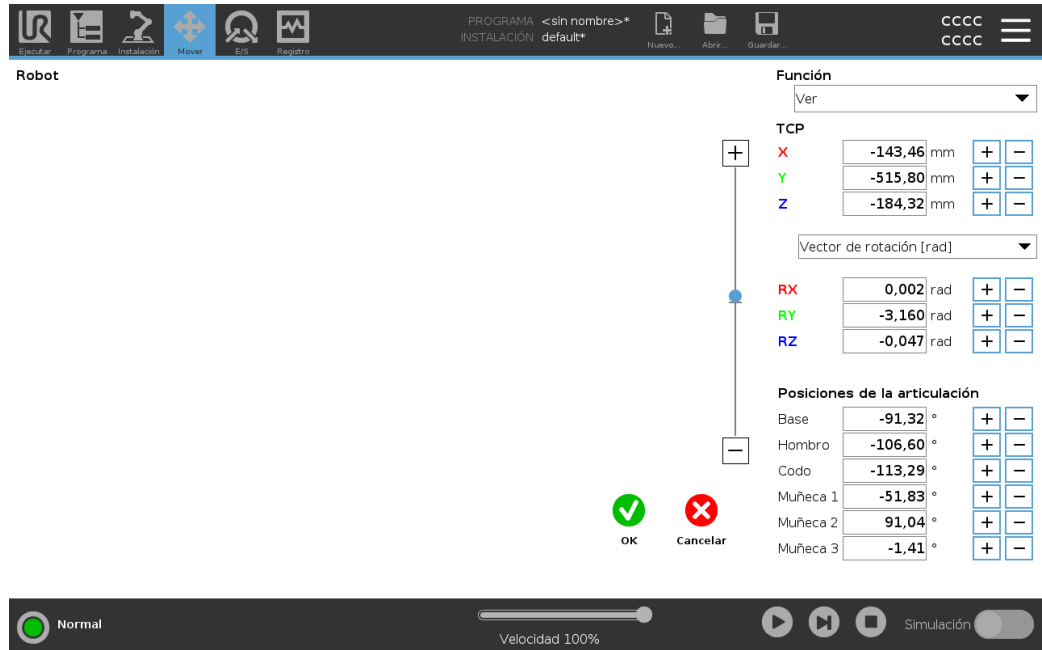 UR
PROGRAMA <sin nombre>*
INSTALACIÓN default*
CCCC
CCCC
Ejecutar Programa Instalación Mover E/S Registro Nuevo... Abrir... Guardar...
Robot
Función
Ver
TCP
X -143,46 mm + −
Y -515,80 mm + −
Z -184,32 mm + −
Vector de rotación [rad]
RX 0,002 rad + −
RY -3,160 rad + −
RZ -0,047 rad + −
Posiciones de la articulación
Base -91,32 ° + −
Hombro -106,60 ° + −
Codo -113,29 ° + −
Muñeca 1 -51,83 ° + −
Muñeca 2 91,04 ° + −
Muñeca 3 -1,41 ° + −
OK Cancelar
Normal
Velocidad 100%
Simulación